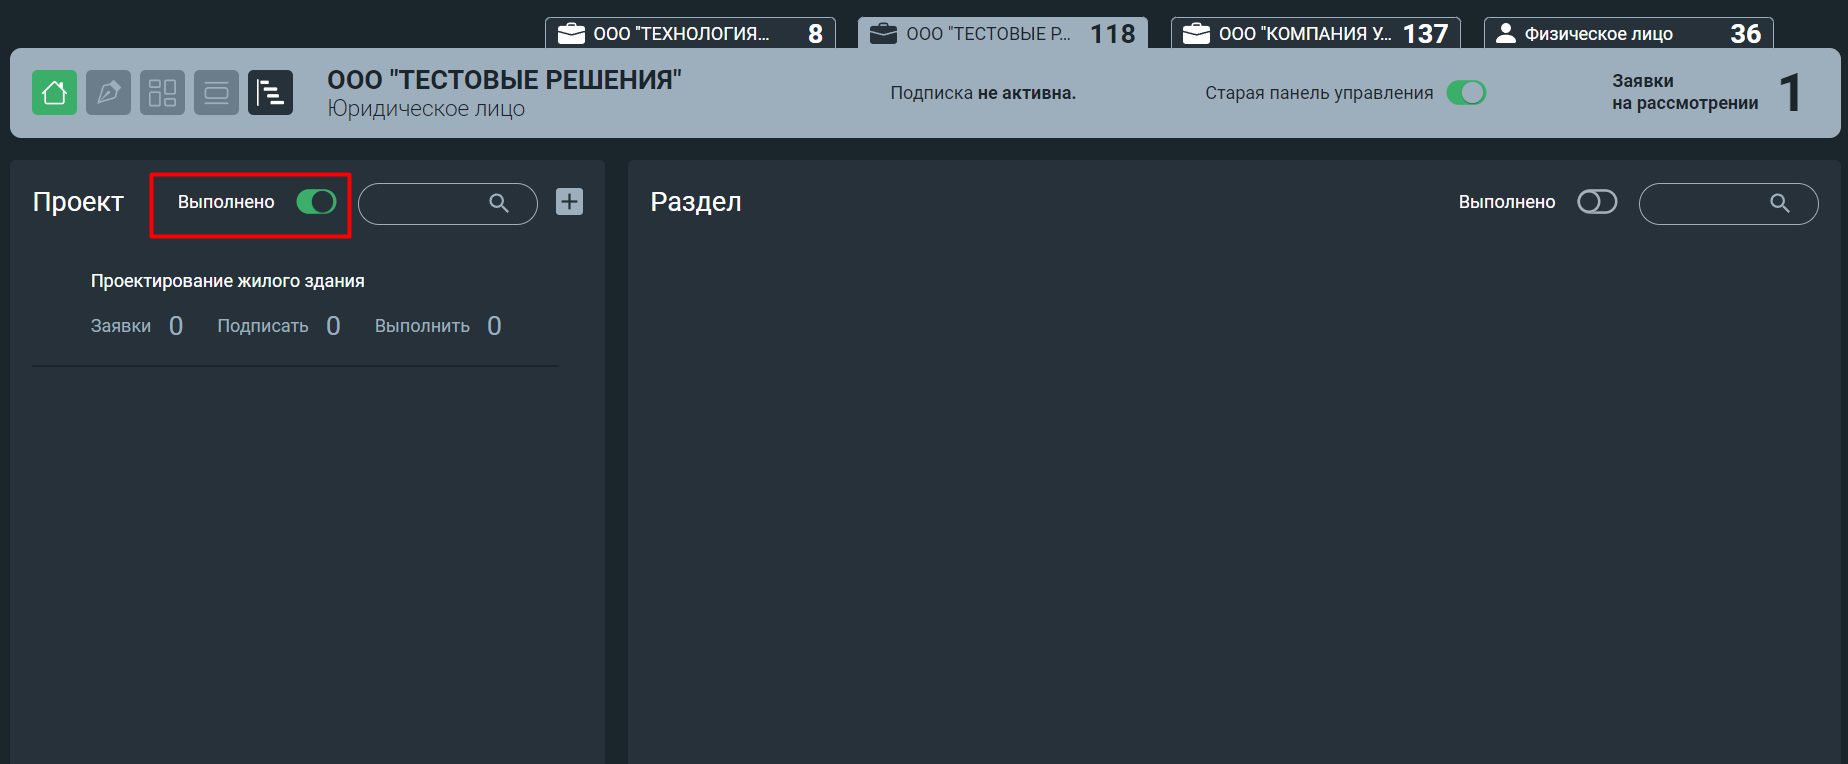 ООО "ТЕХНОЛОГИЯ... 8
ООО "ТЕСТОВЫЕ Р... 118
ООО "КОМПАНИЯ У... 137
Физическое лицо 36
ООО "ТЕСТОВЫЕ РЕШЕНИЯ"
Юридическое лицо
Подписка не активна.
Старая панель управления
Заявки
на рассмотрении
1
Проект
Выполнено
Проектирование жилого здания
Заявки 0 Подписать 0 Выполнить 0
Раздел
Выполнено